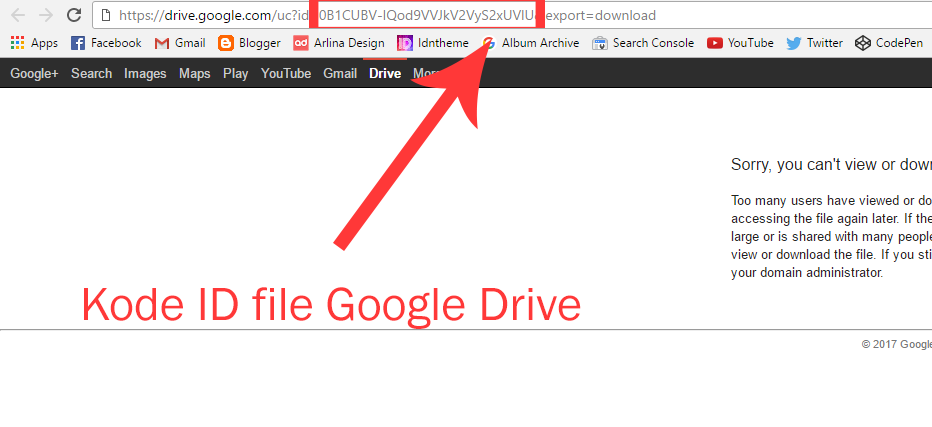 https://drive.google.com/uc?id=0B1CUBV-IQod9VVJkV2VyS2xUVlU&export=download
Apps Facebook Gmail Blogger Arlina Design Idntheme Album Archive Search Console YouTube Twitter CodePen
Google+ Search Images Maps Play YouTube Gmail Drive More
Sorry, you can't view or down
Too many users have viewed or do
accessing the file again later. If the
large or is shared with many people
view or download the file. If you sti
your domain administrator.
Kode ID file Google Drive
© 2017 Google